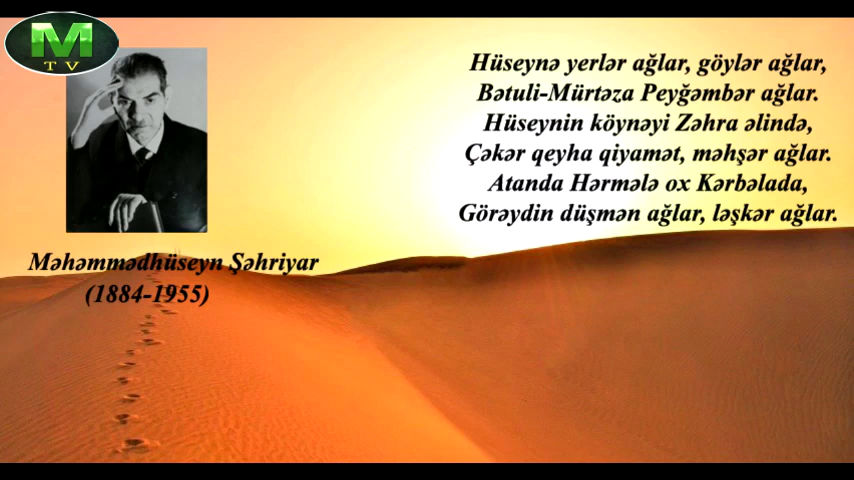 M
TV
Hüseynə yerlər ağlar, göylər ağlar,
Bətuli-Mürtəza Peyğəmbər ağlar.
Hüseynin köynəyi Zəhra əlində,
Çəkər qeyha qiyamət, məhşər ağlar.
Atanda Hərmələ ox Kərbəlada,
Görəydin düşmən ağlar, ləşkər ağlar.
Məhəmmədhüseyn Şəhriyar
(1884-1955)